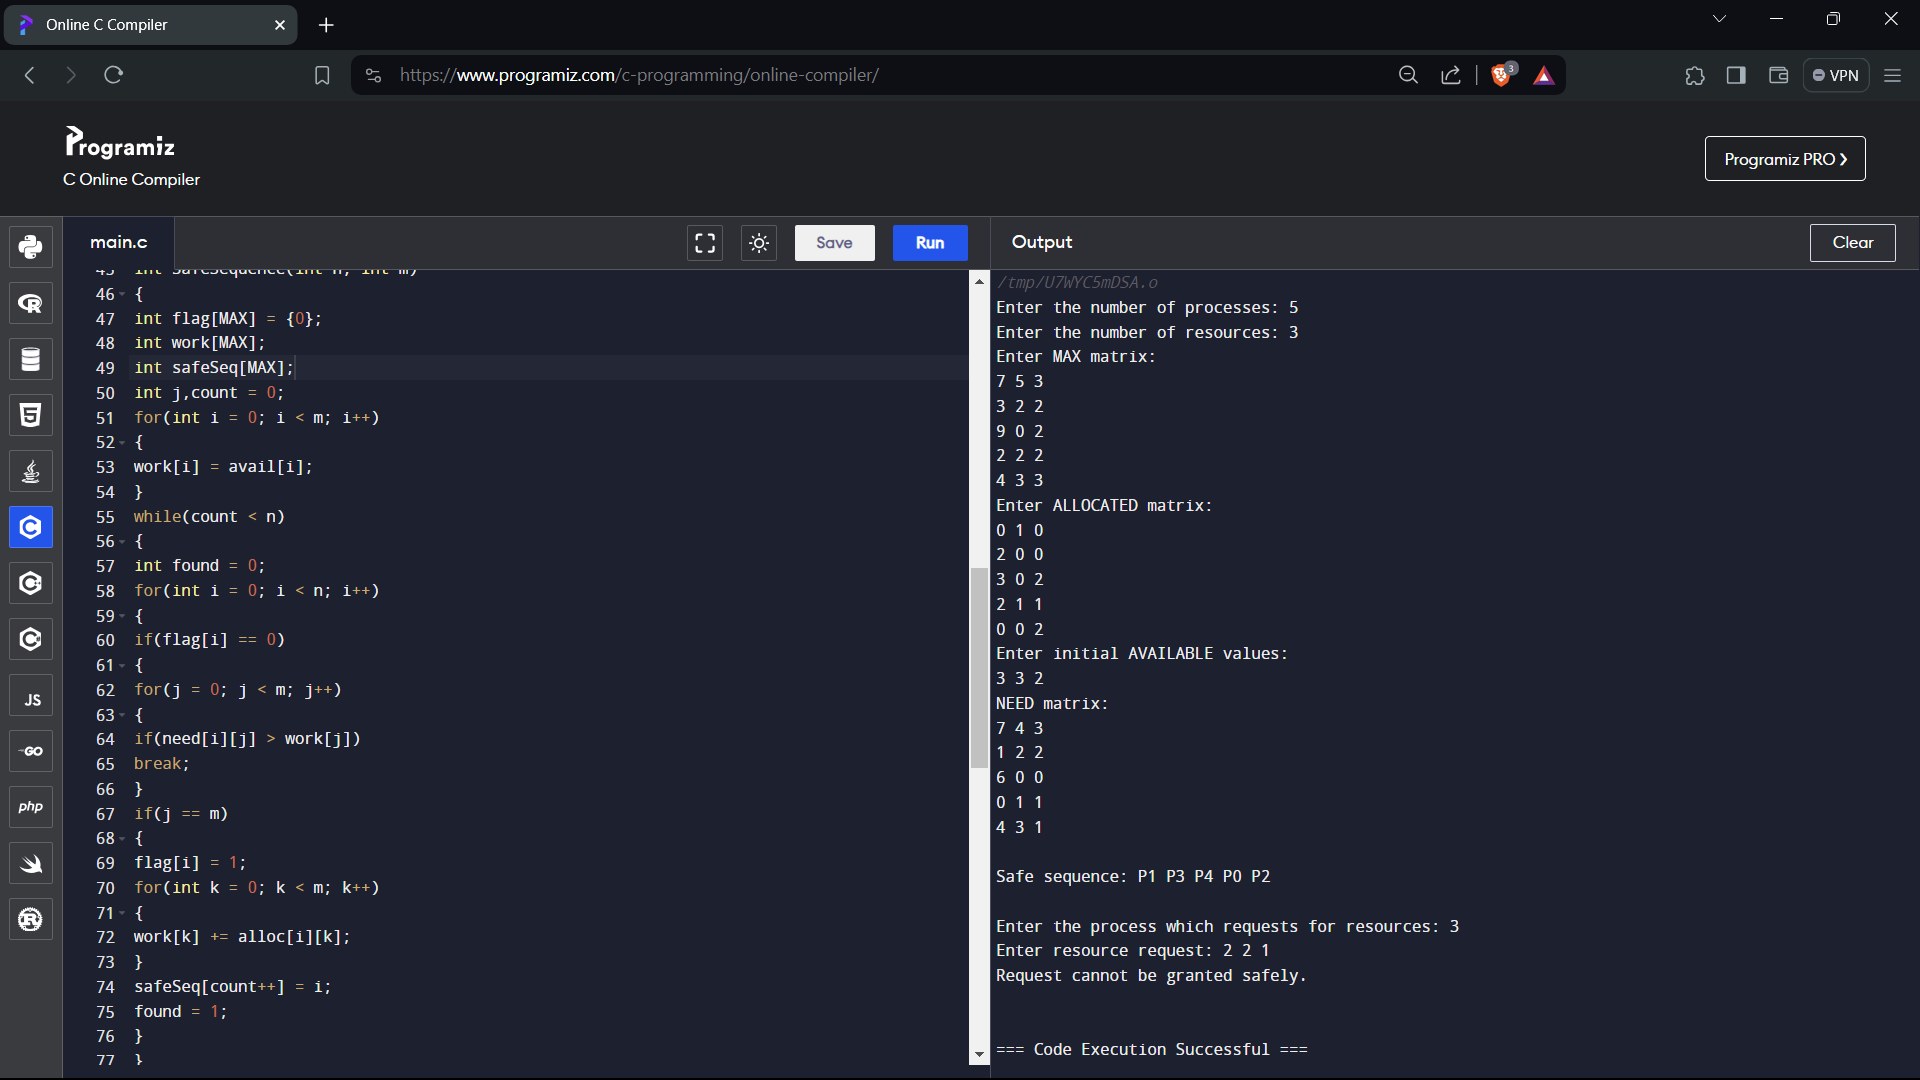 Online C Compiler
https://www.programiz.com/c-programming/online-compiler/
3
VPN
Programiz
C Online Compiler
Programiz PRO ❯
main.c
Save
Run
Output
Clear
JS
GO
php
45 int safeSequence(int n, int m)
46 {
47 int flag[MAX] = {0};
48 int work[MAX];
49 int safeSeq[MAX];
50 int j,count = 0;
51 for(int i = 0; i < m; i++)
52 {
53 work[i] = avail[i];
54 }
55 while(count < n)
56 {
57 int found = 0;
58 for(int i = 0; i < n; i++)
59 {
60 if(flag[i] == 0)
61 {
62 for(j = 0; j < m; j++)
63 {
64 if(need[i][j] > work[j])
65 break;
66 }
67 if(j == m)
68 {
69 flag[i] = 1;
70 for(int k = 0; k < m; k++)
71 {
72 work[k] += alloc[i][k];
73 }
74 safeSeq[count++] = i;
75 found = 1;
76 }
77 }
/tmp/U7WYC5mDSA.o
Enter the number of processes: 5
Enter the number of resources: 3
Enter MAX matrix:
7 5 3
3 2 2
9 0 2
2 2 2
4 3 3
Enter ALLOCATED matrix:
0 1 0
2 0 0
3 0 2
2 1 1
0 0 2
Enter initial AVAILABLE values:
3 3 2
NEED matrix:
7 4 3
1 2 2
6 0 0
0 1 1
4 3 1
Safe sequence: P1 P3 P4 P0 P2
Enter the process which requests for resources: 3
Enter resource request: 2 2 1
Request cannot be granted safely.
=== Code Execution Successful ===